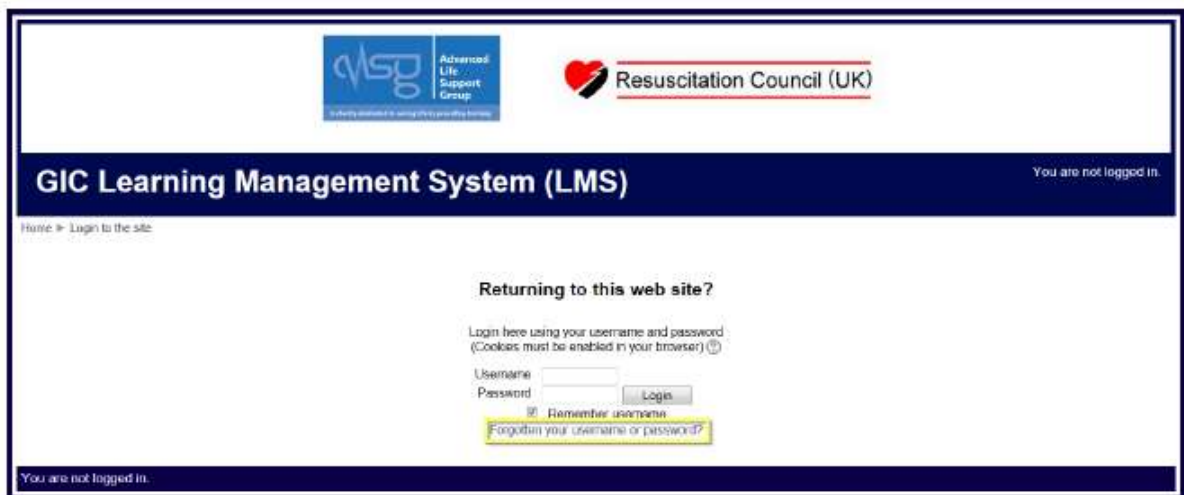 alsg
Advanced
Life
Support
Group
Resuscitation Council (UK)
GIC Learning Management System (LMS)
You are not logged in.
Home ► Login to the site
Returning to this web site?
Login here using your username and password
(Cookies must be enabled in your browser) ?
Username
Password
Login
Remember username
Forgotten your username or password?
You are not logged in.